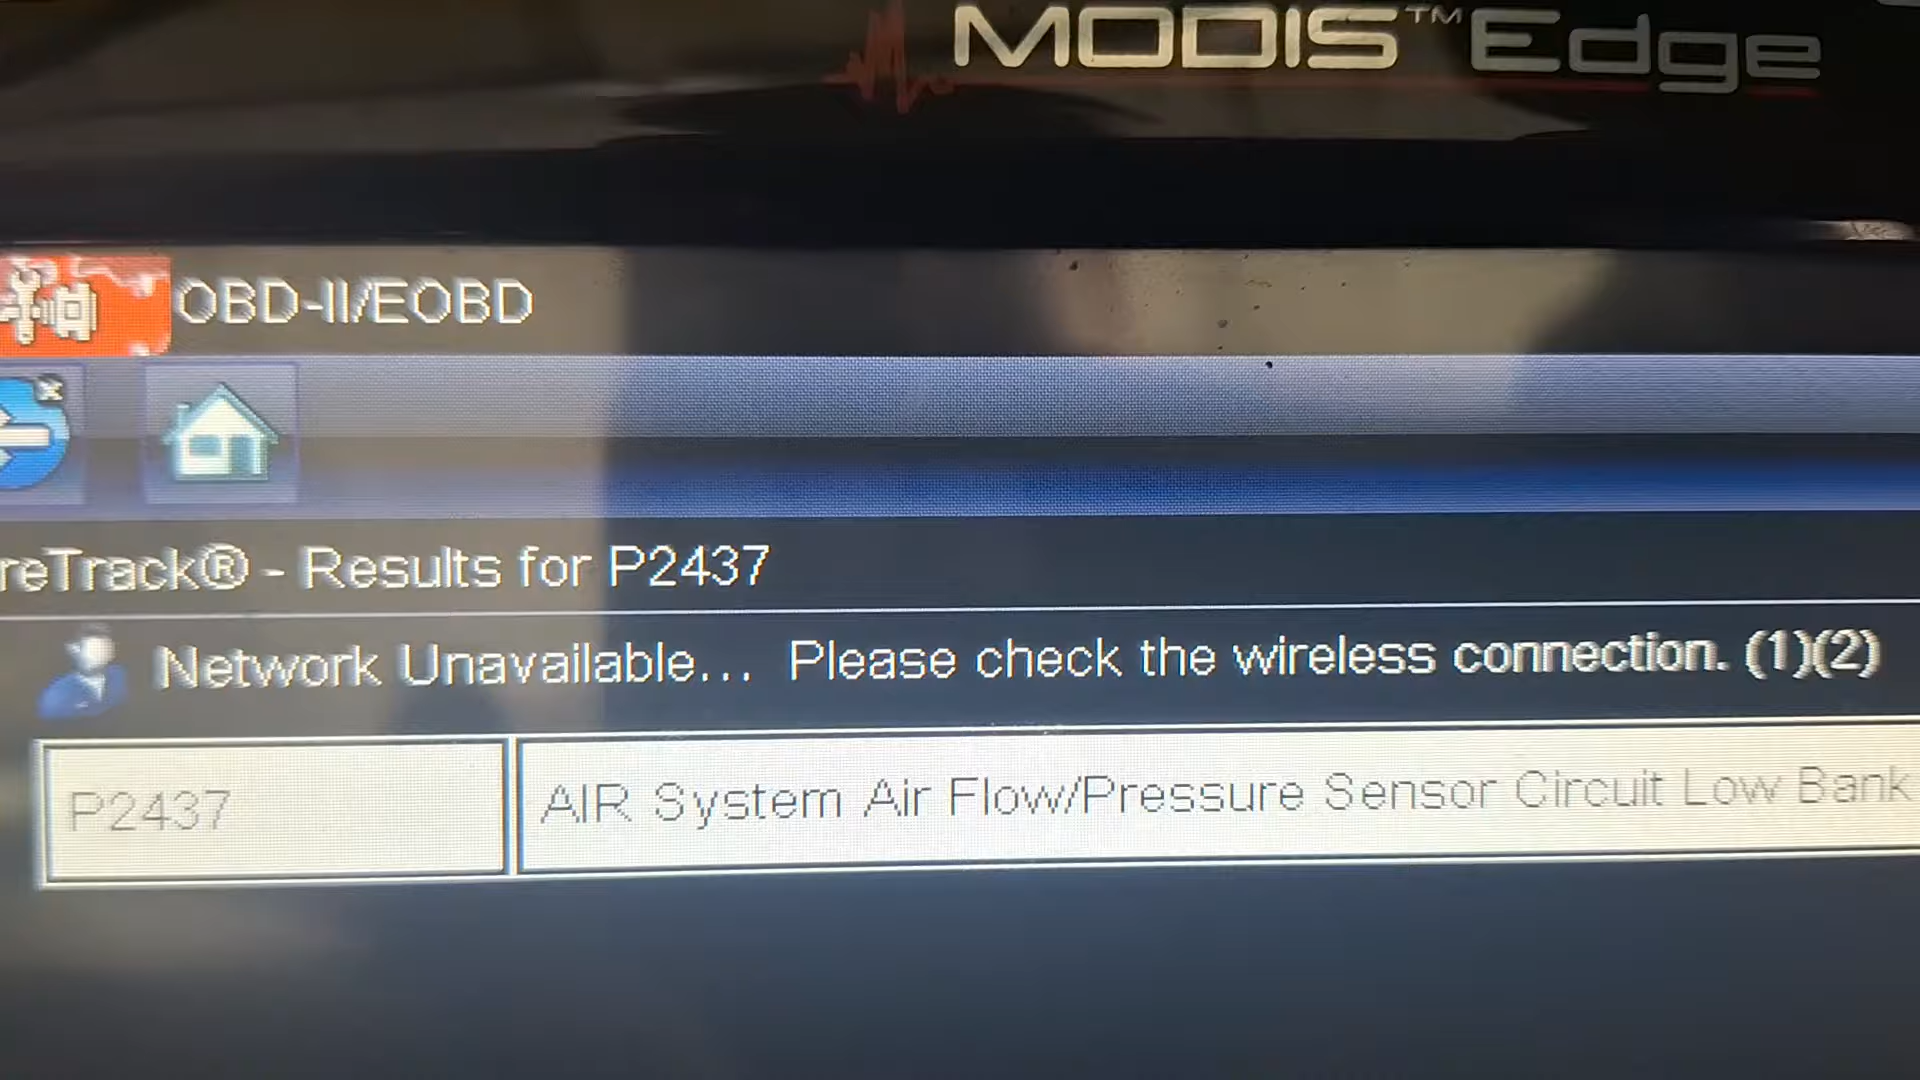 MODIS™ Edge
OBD-II/EOBD
reTrack® - Results for P2437
Network Unavailable... Please check the wireless connection. (1)(2)
P2437
AIR System Air Flow/Pressure Sensor Circuit Low Bank